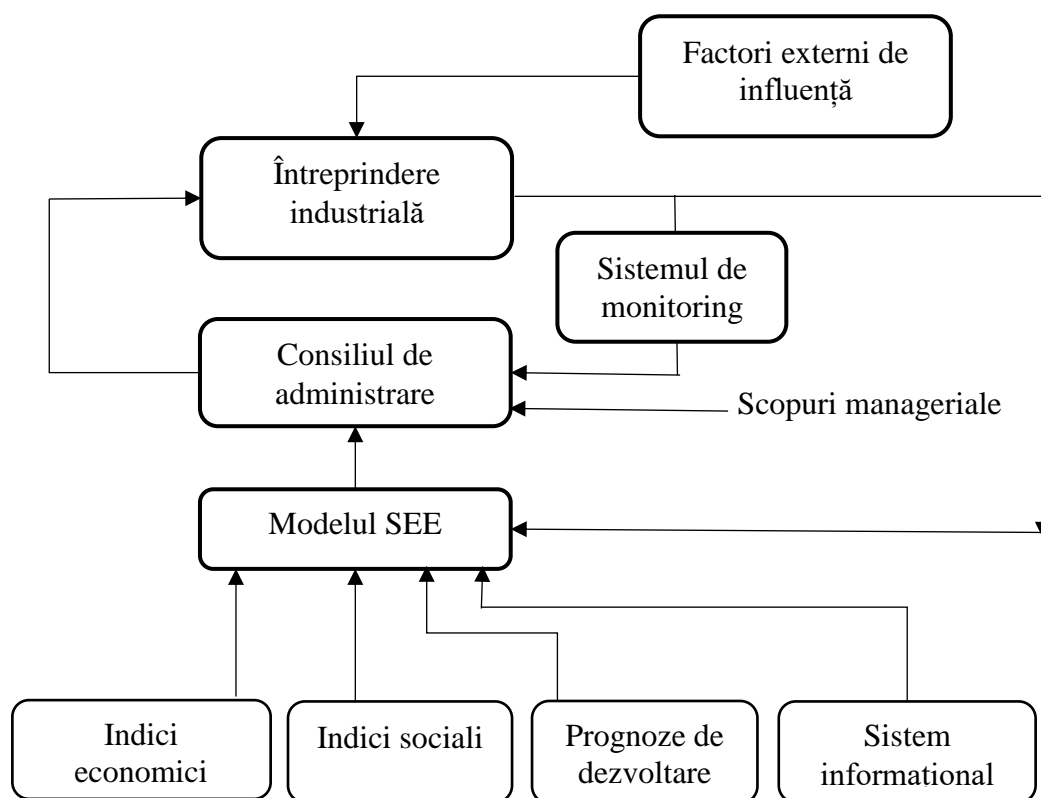 Factori externi de
influență
Întreprindere
industrială
Sistemul de
monitoring
Consiliul de
administrare
Scopuri manageriale
Modelul SEE
Indici
economici
Indici sociali
Prognoze de
dezvoltare
Sistem
informațional